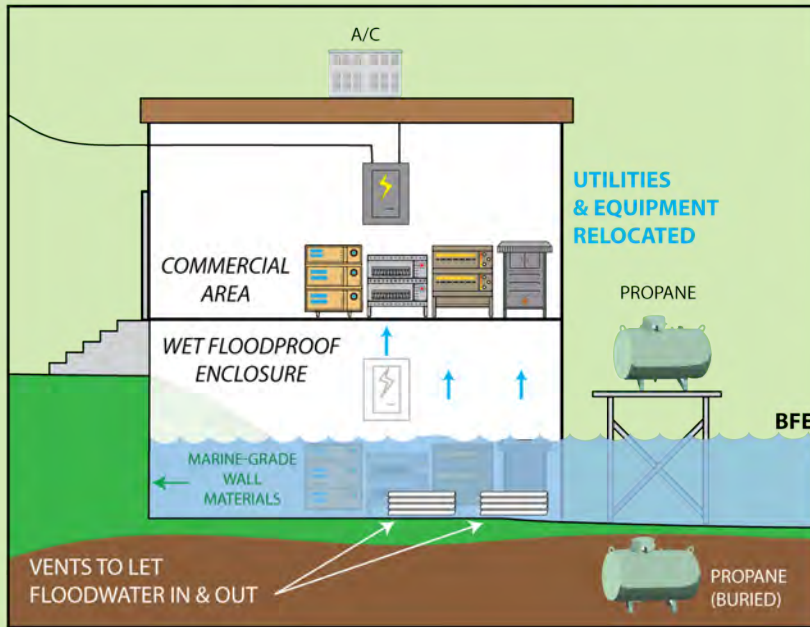 A/C
UTILITIES
& EQUIPMENT
RELOCATED
COMMERCIAL
AREA
PROPANE
WET FLOODPROOF
ENCLOSURE
BFE
MARINE-GRADE
WALL
MATERIALS
VENTS TO LET
FLOODWATER IN & OUT
PROPANE
(BURIED)